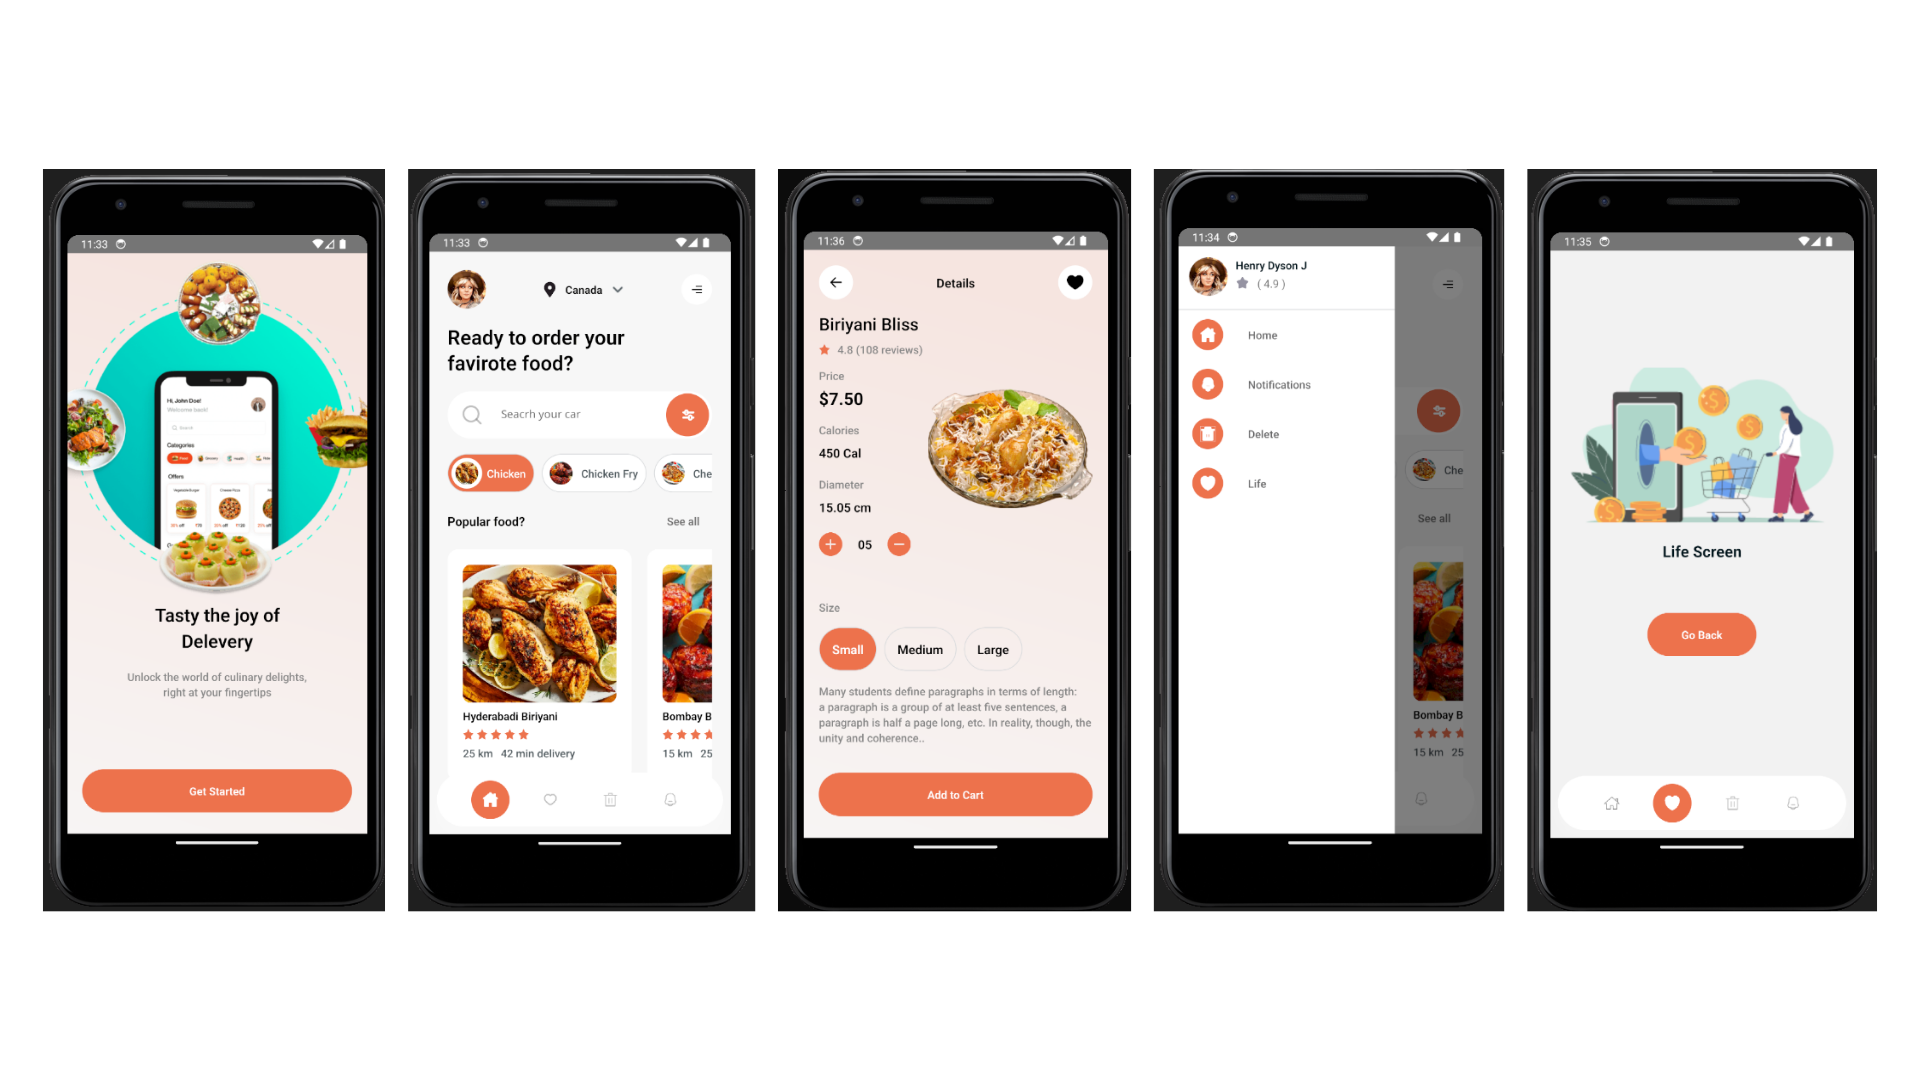 11:33
Hi, John Doe!
Welcome back!
Search
Categories
Offers
Tasty the joy of
Delevery
Unlock the world of culinary delights,
right at your fingertips
Get Started
11:33
Canada
Ready to order your
favirote food?
Seacrh your car
Chicken
Chicken Fry
Che
Popular food?
See all
Hyderabadi Biriyani
Bombay B
25 km 42 min delivery
15 km 25
11:36
Details
Biriyani Bliss
4.8 (108 reviews)
Price
$7.50
Calories
450 Cal
Diameter
15.05 cm
05
Size
Small
Medium
Large
Many students define paragraphs in terms of length:
a paragraph is a group of at least five sentences, a
paragraph is half a page long, etc. In reality, though, the
unity and coherence..
Add to Cart
11:34
Henry Dyson J
( 4.9 )
Home
Notifications
Delete
Life
Che
See all
Bombay B
15 km 25
11:35
Life Screen
Go Back